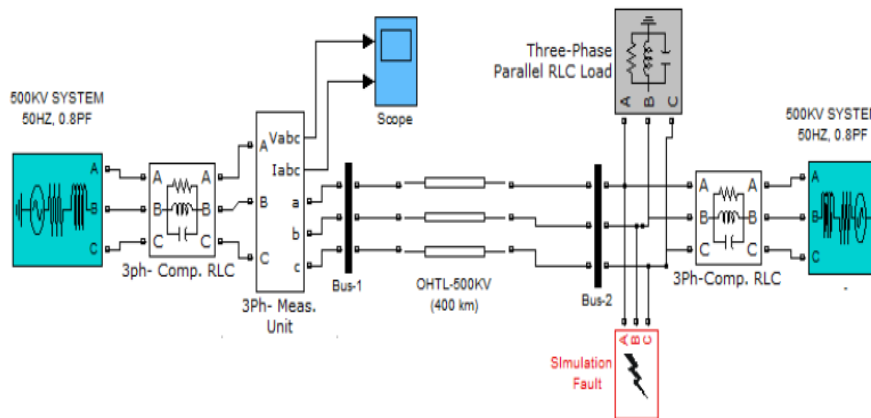 500KV SYSTEM
50HZ, 0.8PF
A
B
C
A
B
C
A
B
C
3ph- Comp. RLC
A
B
C
Vabc
Iabc
a
b
c
3Ph- Meas.
Unit
Scope
Bus-1
OHTL-500KV
(400 km)
Bus-2
Three-Phase
Parallel RLC Load
A
B
C
A
B
C
SImulation
Fault
A
B
C
A
B
C
3Ph-Comp. RLC
500KV SYSTEM
50HZ, 0.8PF
A
B
C